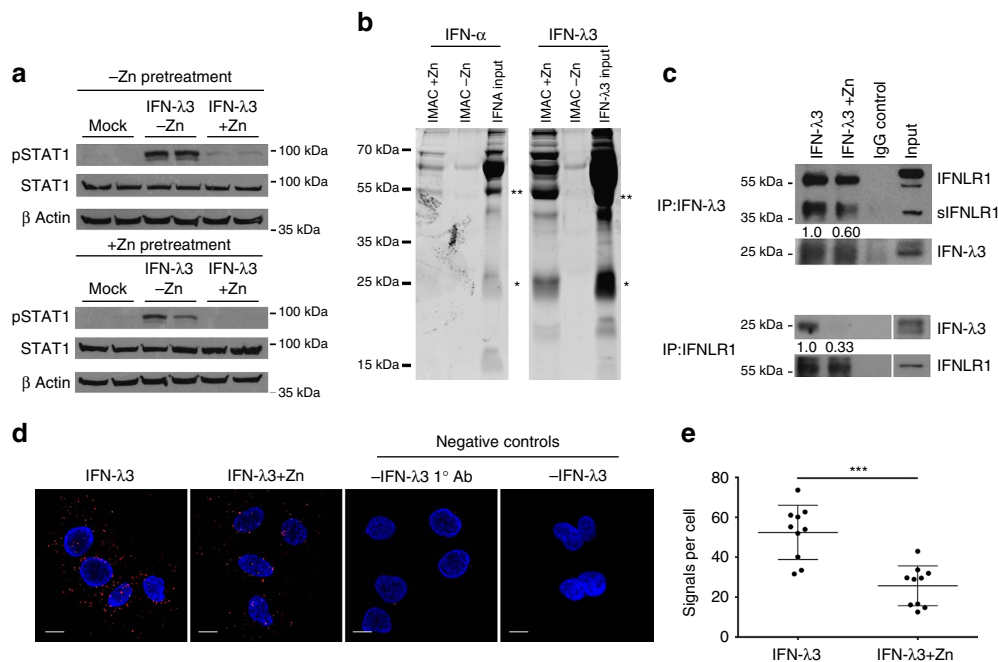 a
–Zn pretreatment
IFN-λ3 IFN-λ3
Mock –Zn +Zn
pSTAT1 100 kDa
STAT1 100 kDa
β Actin
35 kDa
+Zn pretreatment
IFN-λ3 IFN-λ3
Mock –Zn +Zn
pSTAT1 100 kDa
STAT1 100 kDa
β Actin
35 kDa
b
IFN-α IFN-λ3
IMAC +Zn
IMAC –Zn
IFNA input
IMAC +Zn
IMAC –Zn
IFN-λ3 input
70 kDa
55 kDa ** **
35 kDa
25 kDa * *
15 kDa
c
IFN-λ3
IFN-λ3 +Zn
IgG control
Input
IP:IFN-λ3
55 kDa IFNLR1
35 kDa sIFNLR1
1.0 0.60
25 kDa IFN-λ3
IP:IFNLR1
25 kDa IFN-λ3
1.0 0.33
55 kDa IFNLR1
d
Negative controls
IFN-λ3 IFN-λ3+Zn –IFN-λ3 1° Ab –IFN-λ3
e
***
Signals per cell
80
60
40
20
0
IFN-λ3 IFN-λ3+Zn